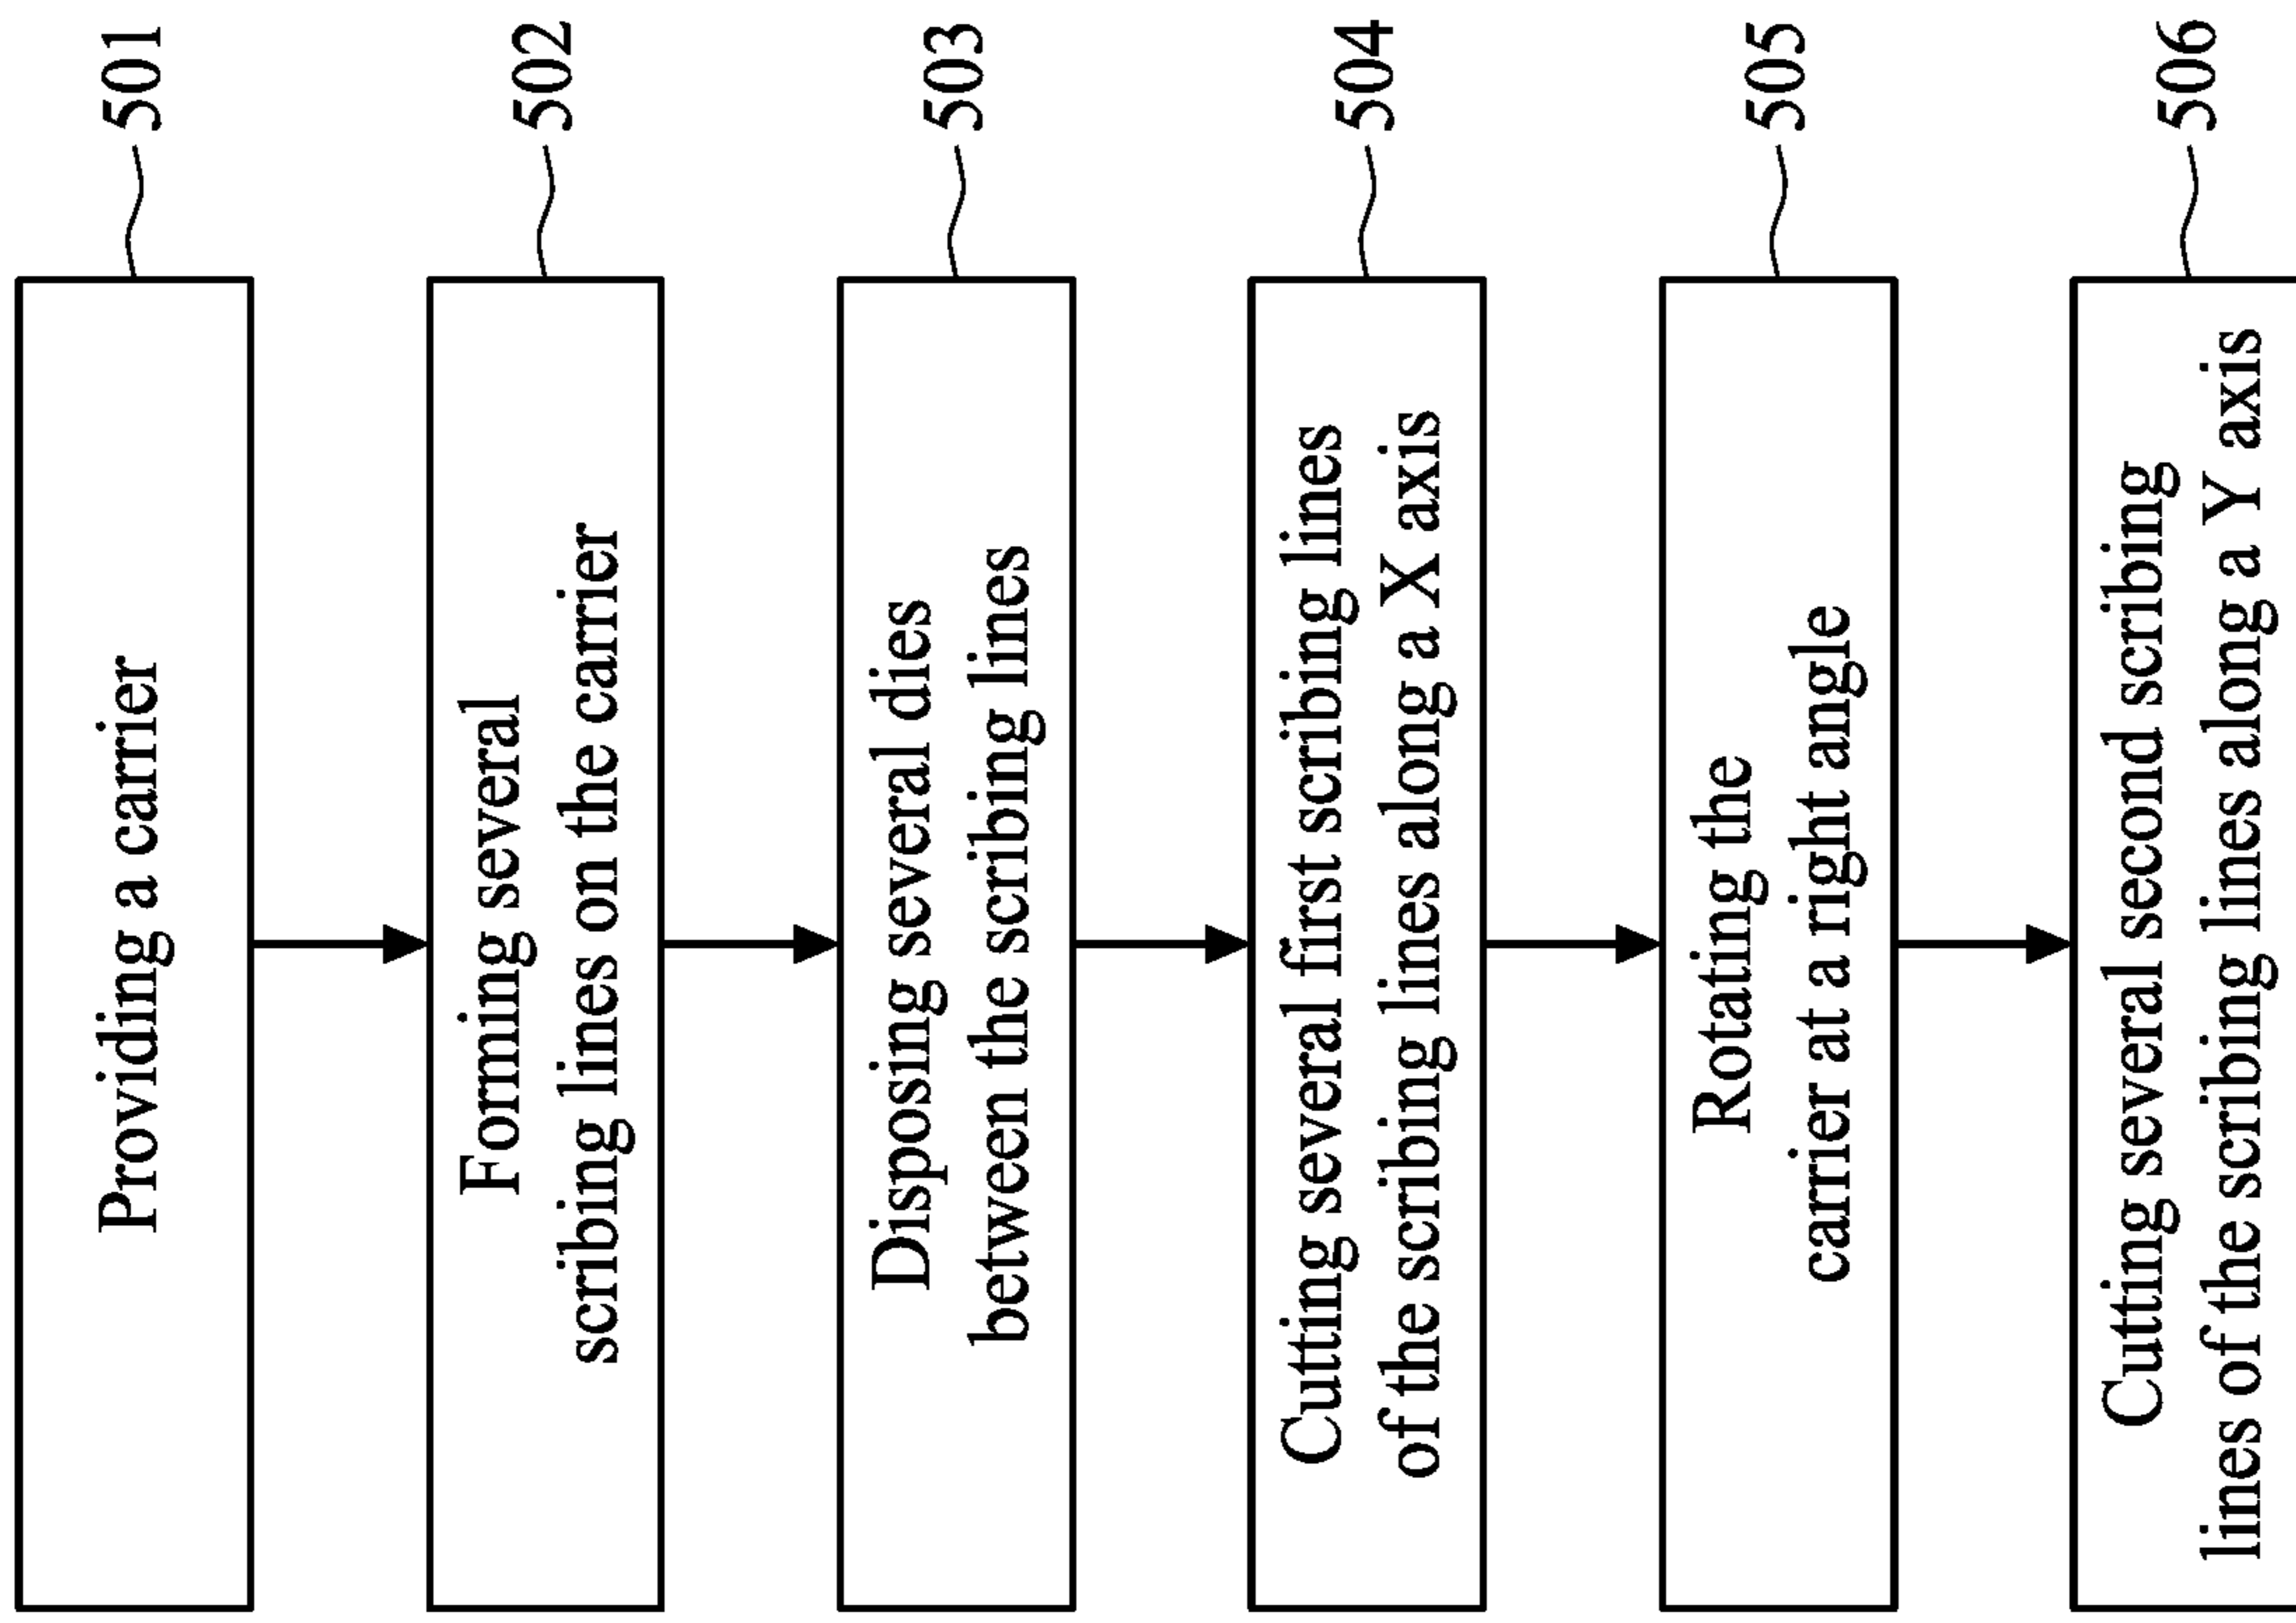 Providing a carrier
501
Forming several
scribing lines on the carrier
502
Disposing several dies
between the scribing lines
503
Cutting several first scribing lines
of the scribing lines along a X axis
504
Rotating the
carrier at a right angle
505
Cutting several second scribing
lines of the scribing lines along a Y axis
506